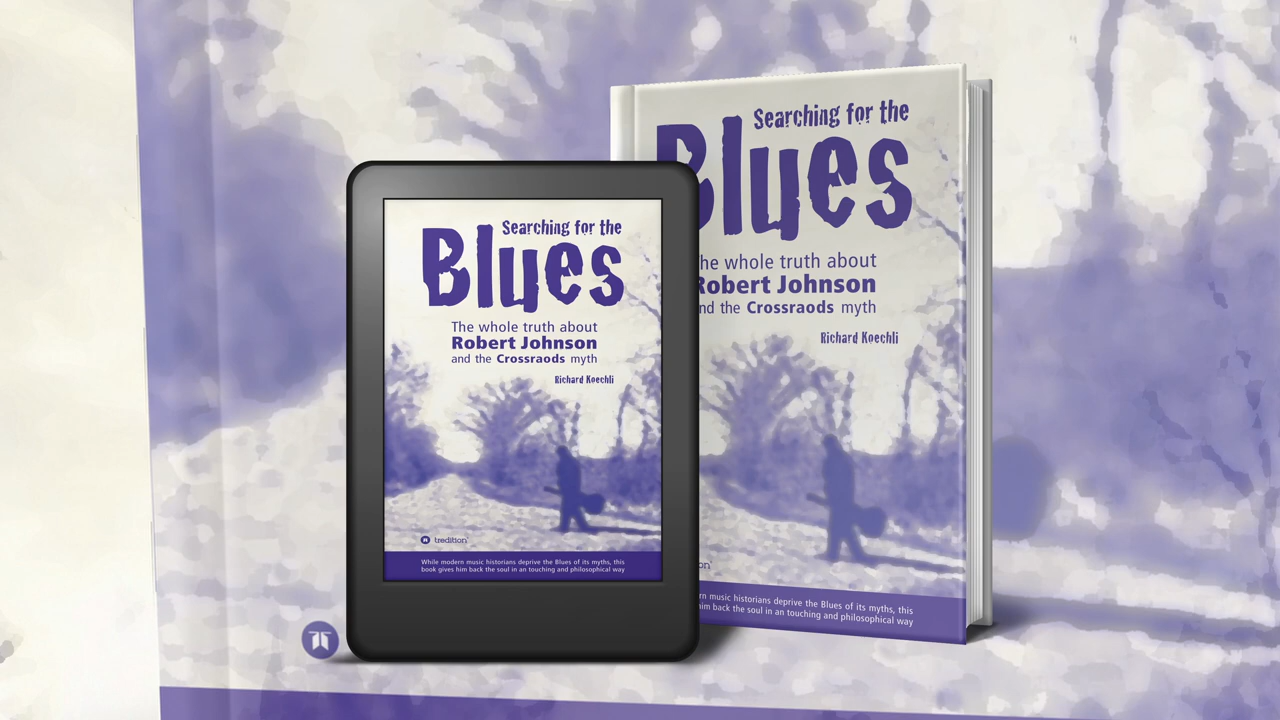 Searching for the
Blues
The whole truth about
Robert Johnson
and the Crossraods myth
Richard Koechli
tredition
While modern music historians deprive the Blues of its myths, this
book gives him back the soul in an touching and philosophical way
Searching for the
Blues
he whole truth about
Robert Johnson
nd the Crossraods myth
Richard Koechli
on
rn music historians deprive the Blues of its myths, this
him back the soul in an touching and philosophical way